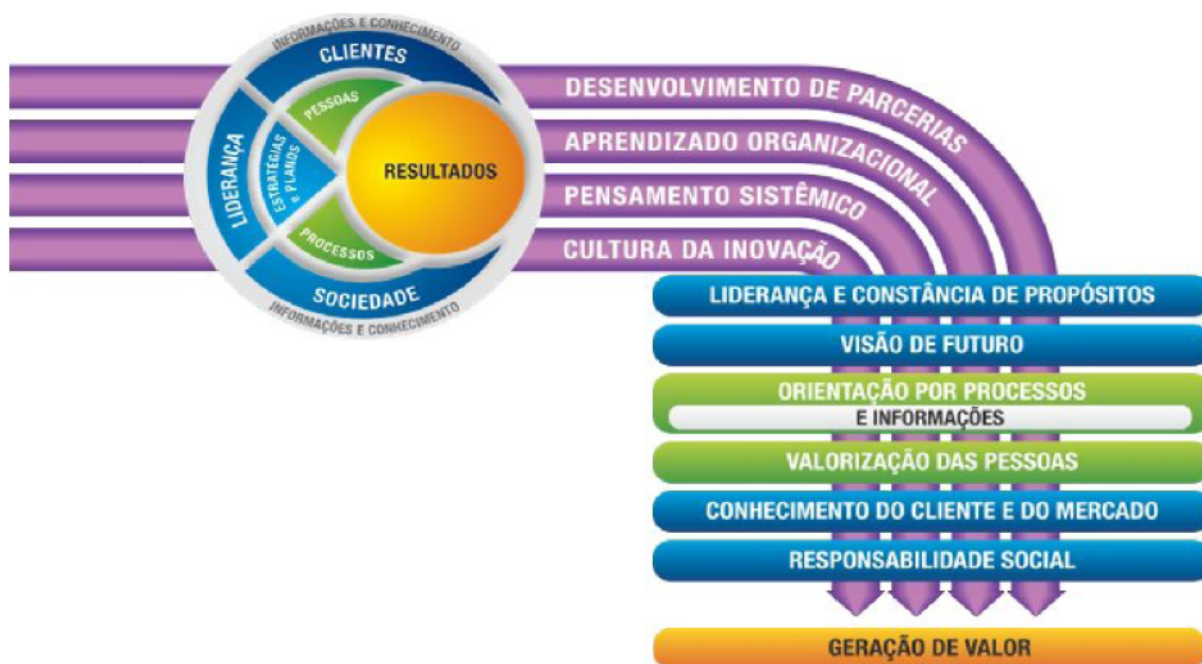 INFORMAÇÕES E CONHECIMENTO
CLIENTES
PESSOAS
LIDERANÇA
ESTRATÉGIAS
e PLANOS
RESULTADOS
PROCESSOS
SOCIEDADE
INFORMAÇÕES E CONHECIMENTO
DESENVOLVIMENTO DE PARCERIAS
APRENDIZADO ORGANIZACIONAL
PENSAMENTO SISTÊMICO
CULTURA DA INOVAÇÃO
LIDERANÇA E CONSTÂNCIA DE PROPÓSITOS
VISÃO DE FUTURO
ORIENTAÇÃO POR PROCESSOS
E INFORMAÇÕES
VALORIZAÇÃO DAS PESSOAS
CONHECIMENTO DO CLIENTE E DO MERCADO
RESPONSABILIDADE SOCIAL
GERAÇÃO DE VALOR